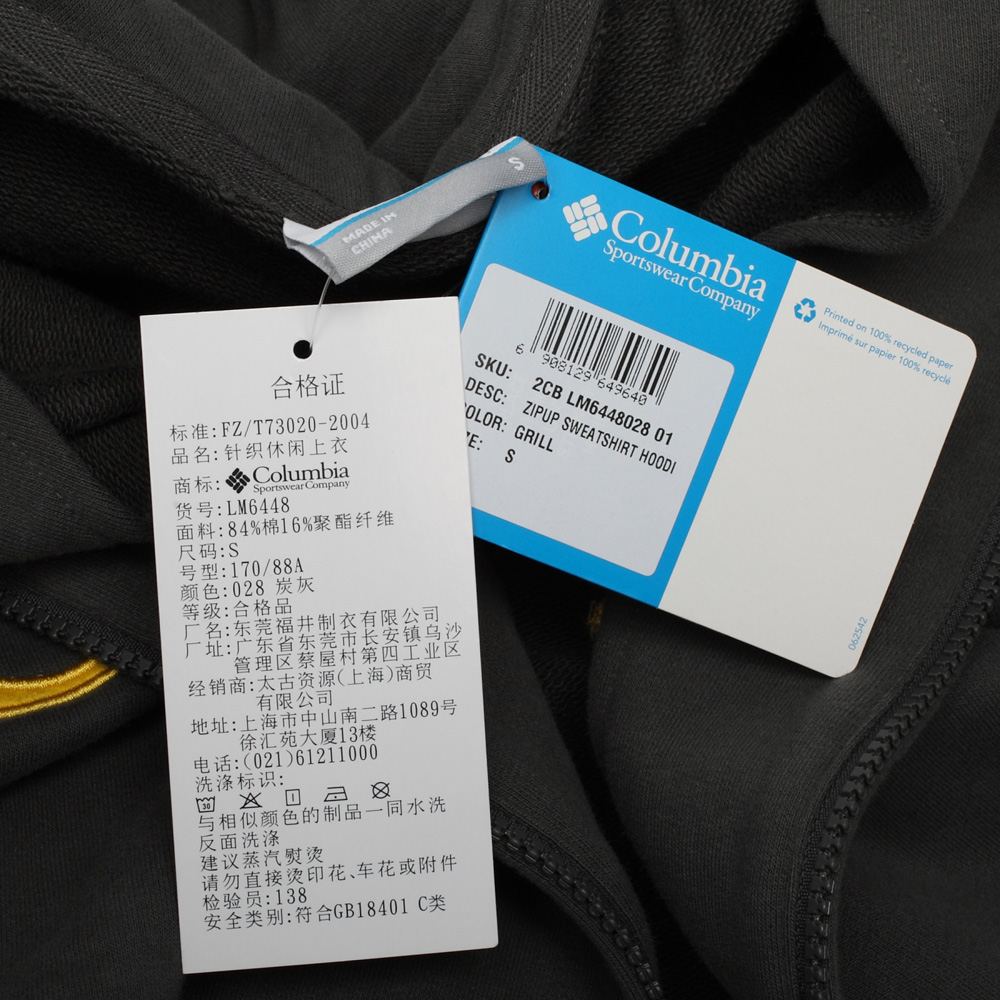 S
MADE IN
CHINA
Columbia
Sportswear Company
6 908129 649640
SKU: 2CB LM6448028 01
DESC: ZIPUP SWEATSHIRT HOODI
OLOR: GRILL
E: S
Printed on 100% recycled paper
Imprimé sur papier 100% recyclé
062542
合格证
标准:FZ/T73020-2004
品名:针织休闲上衣
商标: Columbia
Sportswear Company
货号:LM6448
面料:84%棉16%聚酯纤维
尺码:S
号型:170/88A
颜色:028 炭灰
等级:合格品
厂名:东莞福井制衣有限公司
厂址:广东省东莞市长安镇乌沙
管理区蔡屋村第四工业区
经销商:太古资源(上海)商贸
有限公司
地址:上海市中山南二路1089号
徐汇苑大厦13楼
电话:(021)61211000
洗涤标识:
30
与相似颜色的制品一同水洗
反面洗涤
建议蒸汽熨烫
请勿直接烫印花、车花或附件
检验员:138
安全类别:符合GB18401 C类